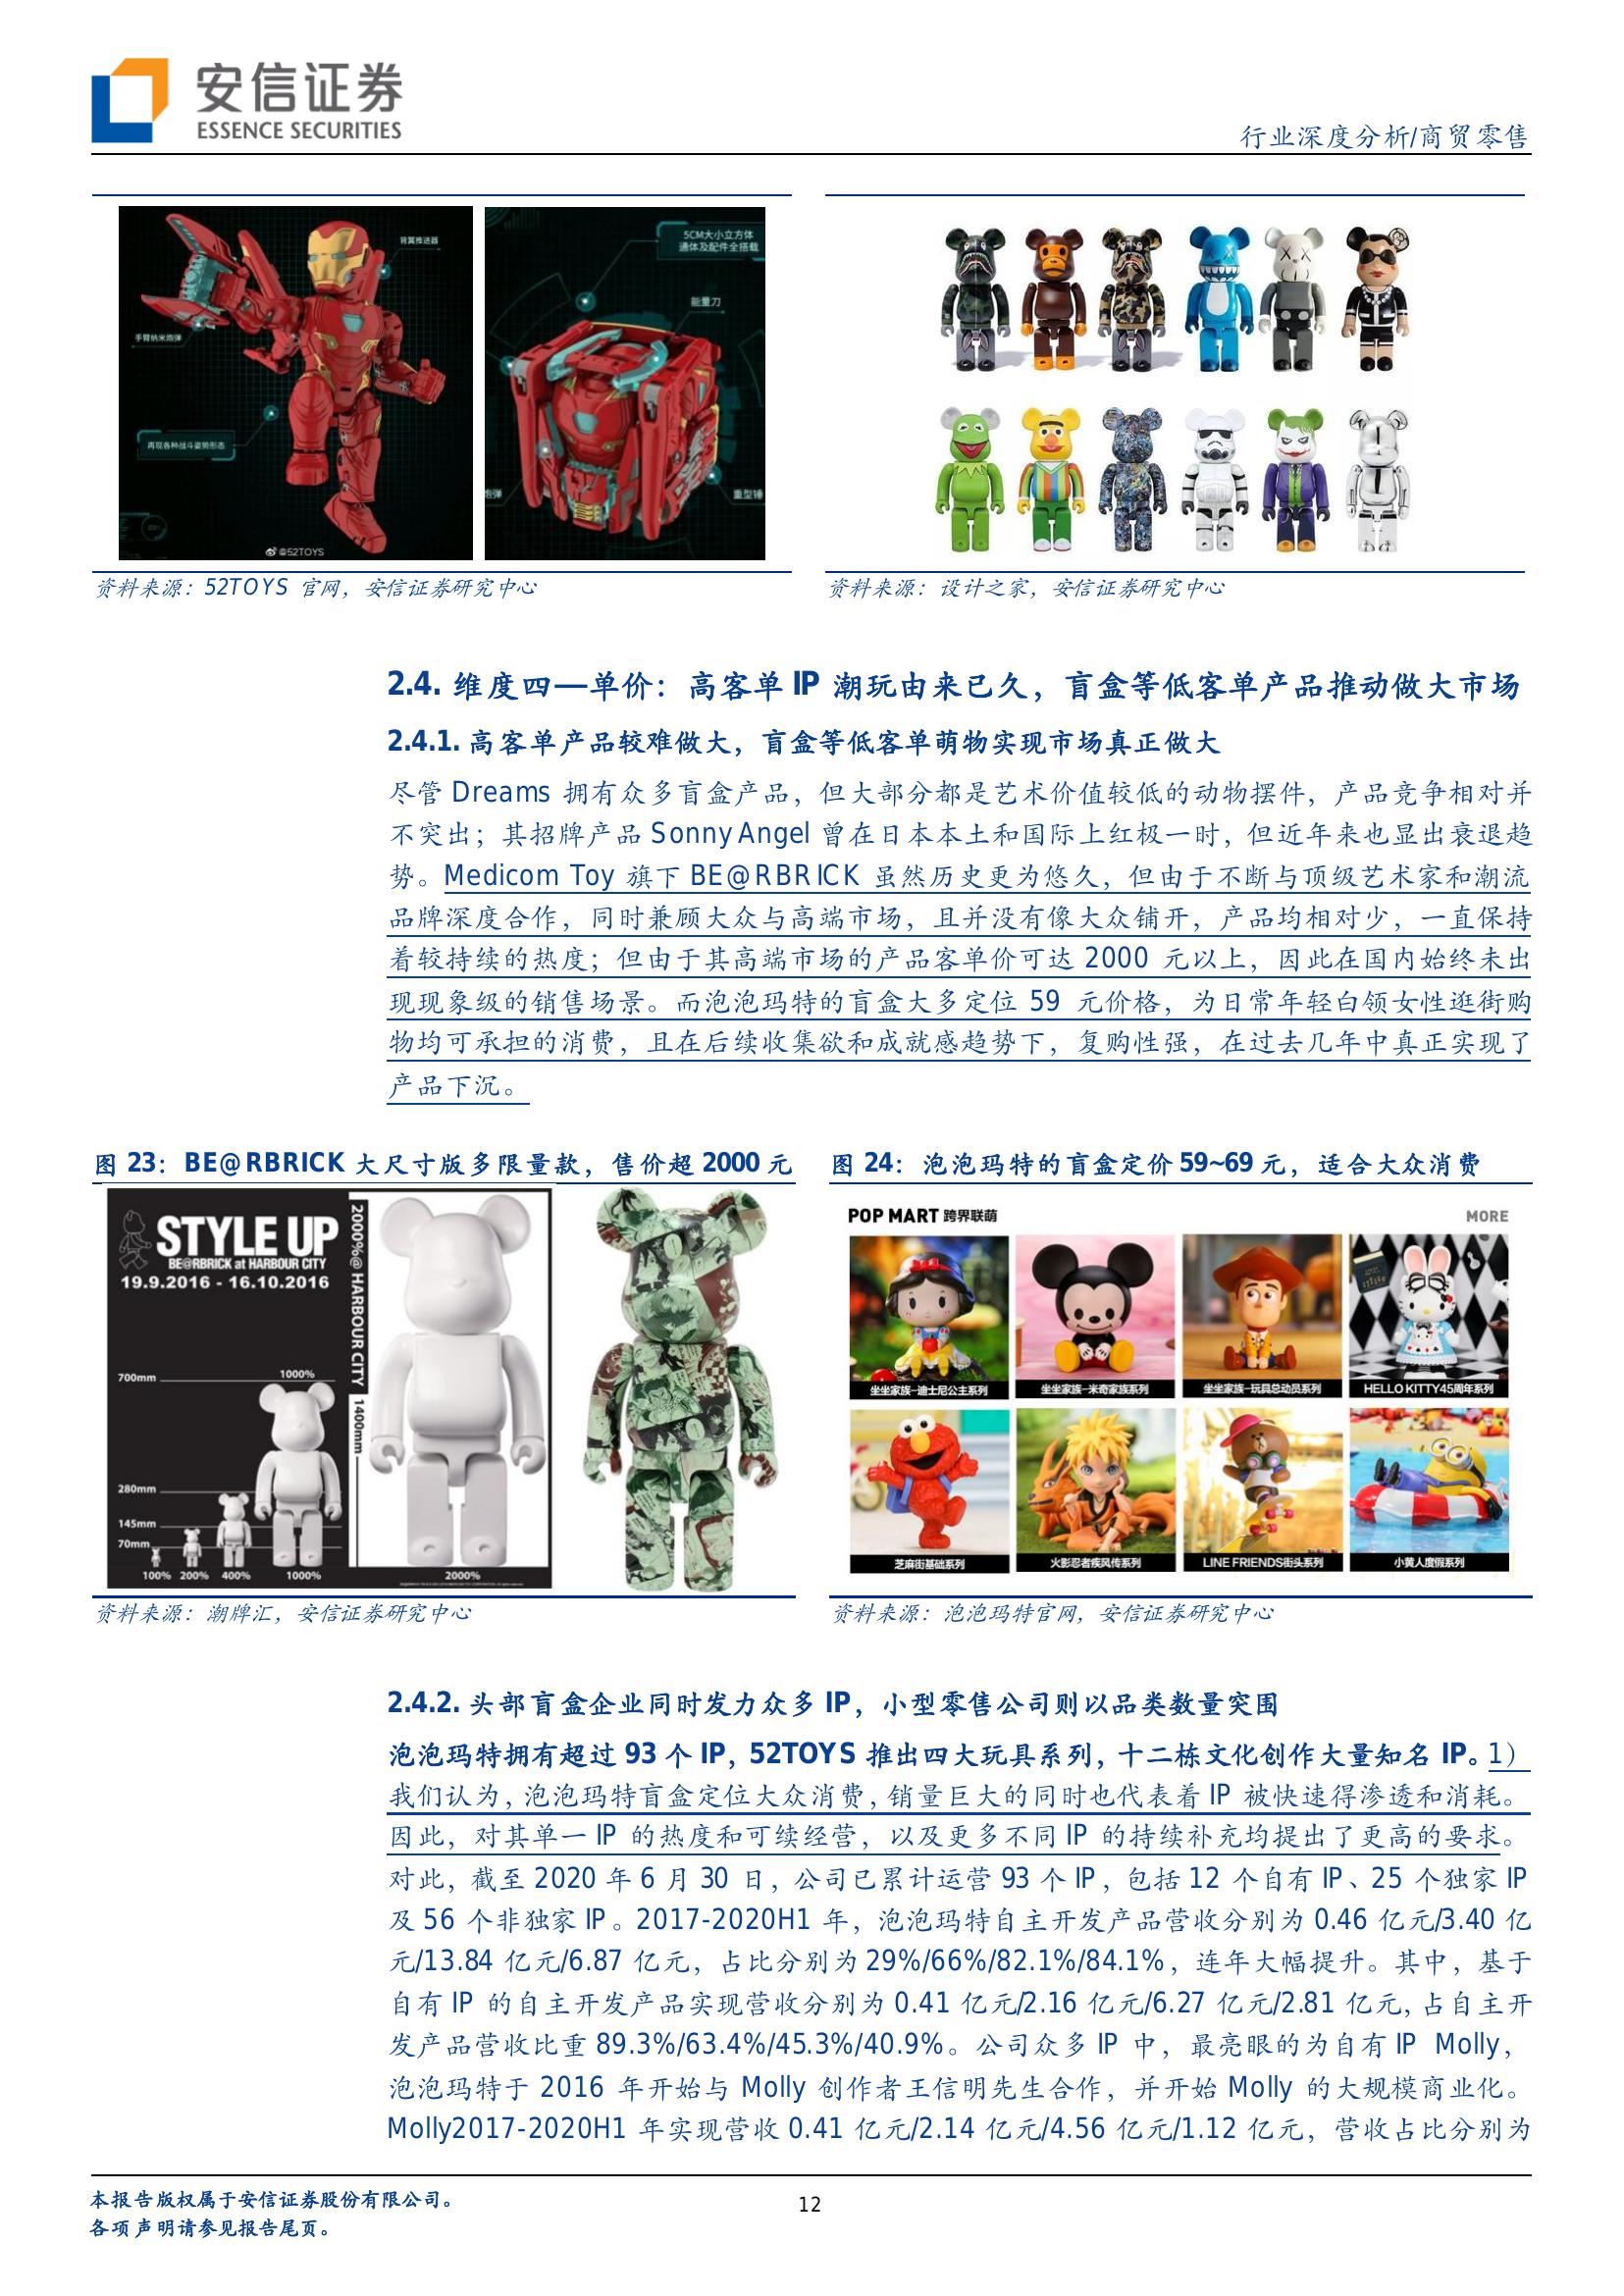 安信证券
ESSENCE SECURITIES
行业深度分析/商贸零售
背翼推进器
手臂纳米炮弹
再现各种战斗姿势形态
@52TOYS
5CM大小立方体
通体及配件全搭载
能量刀
炮弹
重型锤
资料来源：52TOYS 官网，安信证券研究中心
资料来源：设计之家，安信证券研究中心
2.4. 维度四—单价：高客单 IP 潮玩由来已久，盲盒等低客单产品推动做大市场
2.4.1. 高客单产品较难做大，盲盒等低客单萌物实现市场真正做大
尽管 Dreams 拥有众多盲盒产品，但大部分都是艺术价值较低的动物摆件，产品竞争相对并
不突出；其招牌产品 Sonny Angel 曾在日本本土和国际上红极一时，但近年来也显出衰退趋
势。Medicom Toy 旗下 BE@RBRICK 虽然历史更为悠久，但由于不断与顶级艺术家和潮流
品牌深度合作，同时兼顾大众与高端市场，且并没有像大众铺开，产品均相对少，一直保持
着较持续的热度；但由于其高端市场的产品客单价可达 2000 元以上，因此在国内始终未出
现现象级的销售场景。而泡泡玛特的盲盒大多定位 59 元价格，为日常年轻白领女性逛街购
物均可承担的消费，且在后续收集欲和成就感趋势下，复购性强，在过去几年中真正实现了
产品下沉。
图 23：BE@RBRICK 大尺寸版多限量款，售价超 2000 元
图 24：泡泡玛特的盲盒定价 59~69 元，适合大众消费
STYLE UP
BE@RBRICK at HARBOUR CITY
19.9.2016 - 16.10.2016
2000%@ HARBOUR CITY
1400mm
700mm
1000%
280mm
145mm
70mm
100% 200% 400% 1000% 2000%
POP MART 跨界联萌
MORE
坐坐家族-迪士尼公主系列
坐坐家族-米奇家族系列
坐坐家族-玩具总动员系列
HELLO KITTY45周年系列
芝麻街基础系列
火影忍者疾风传系列
LINE FRIENDS街头系列
小黄人度假系列
资料来源：潮牌汇，安信证券研究中心
资料来源：泡泡玛特官网，安信证券研究中心
2.4.2. 头部盲盒企业同时发力众多 IP，小型零售公司则以品类数量突围
泡泡玛特拥有超过 93 个 IP，52TOYS 推出四大玩具系列，十二栋文化创作大量知名 IP。1）
我们认为，泡泡玛特盲盒定位大众消费，销量巨大的同时也代表着 IP 被快速得渗透和消耗。
因此，对其单一 IP 的热度和可续经营，以及更多不同 IP 的持续补充均提出了更高的要求。
对此，截至 2020 年 6 月 30 日，公司已累计运营 93 个 IP，包括 12 个自有 IP、25 个独家 IP
及 56 个非独家 IP。2017-2020H1 年，泡泡玛特自主开发产品营收分别为 0.46 亿元/3.40 亿
元/13.84 亿元/6.87 亿元，占比分别为 29%/66%/82.1%/84.1%，连年大幅提升。其中，基于
自有 IP 的自主开发产品实现营收分别为 0.41 亿元/2.16 亿元/6.27 亿元/2.81 亿元，占自主开
发产品营收比重 89.3%/63.4%/45.3%/40.9%。公司众多 IP 中，最亮眼的为自有 IP Molly，
泡泡玛特于 2016 年开始与 Molly 创作者王信明先生合作，并开始 Molly 的大规模商业化。
Molly2017-2020H1 年实现营收 0.41 亿元/2.14 亿元/4.56 亿元/1.12 亿元，营收占比分别为
本报告版权属于安信证券股份有限公司。
各项声明请参见报告尾页。
12